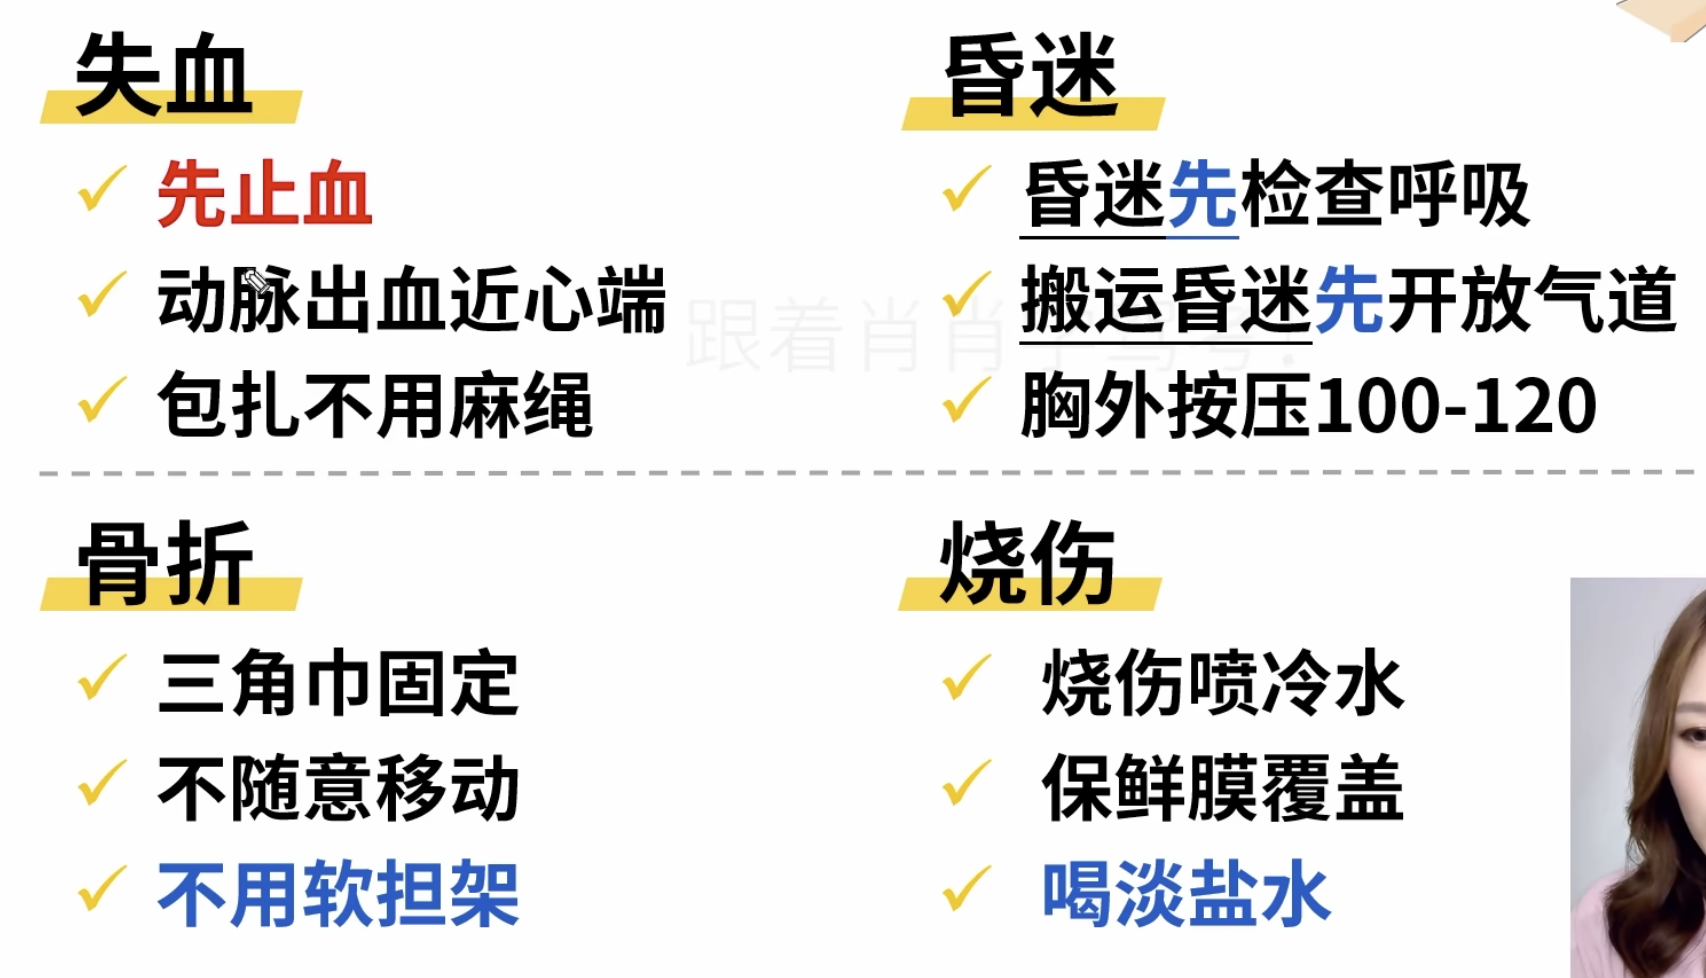 失血
先止血
动脉出血近心端
包扎不用麻绳
昏迷
昏迷先检查呼吸
搬运昏迷先开放气道
胸外按压100-120
骨折
三角巾固定
不随意移动
不用软担架
烧伤
烧伤喷冷水
保鲜膜覆盖
喝淡盐水
跟着肖肖学驾考!